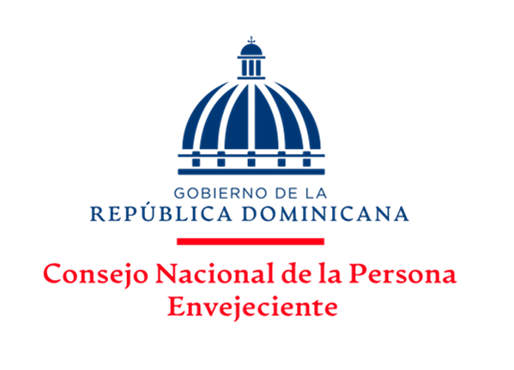 GOBIERNO DE LA
REPÚBLICA DOMINICANA
Consejo Nacional de la Persona
Envejeciente